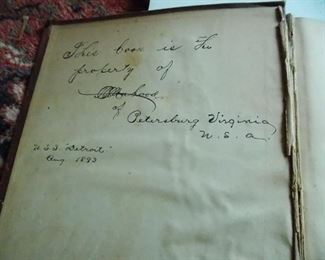 This book is the
property of
of
Petersburg Virginia
U.S.A.
U.S.S. "Detroit"
Aug. 1893